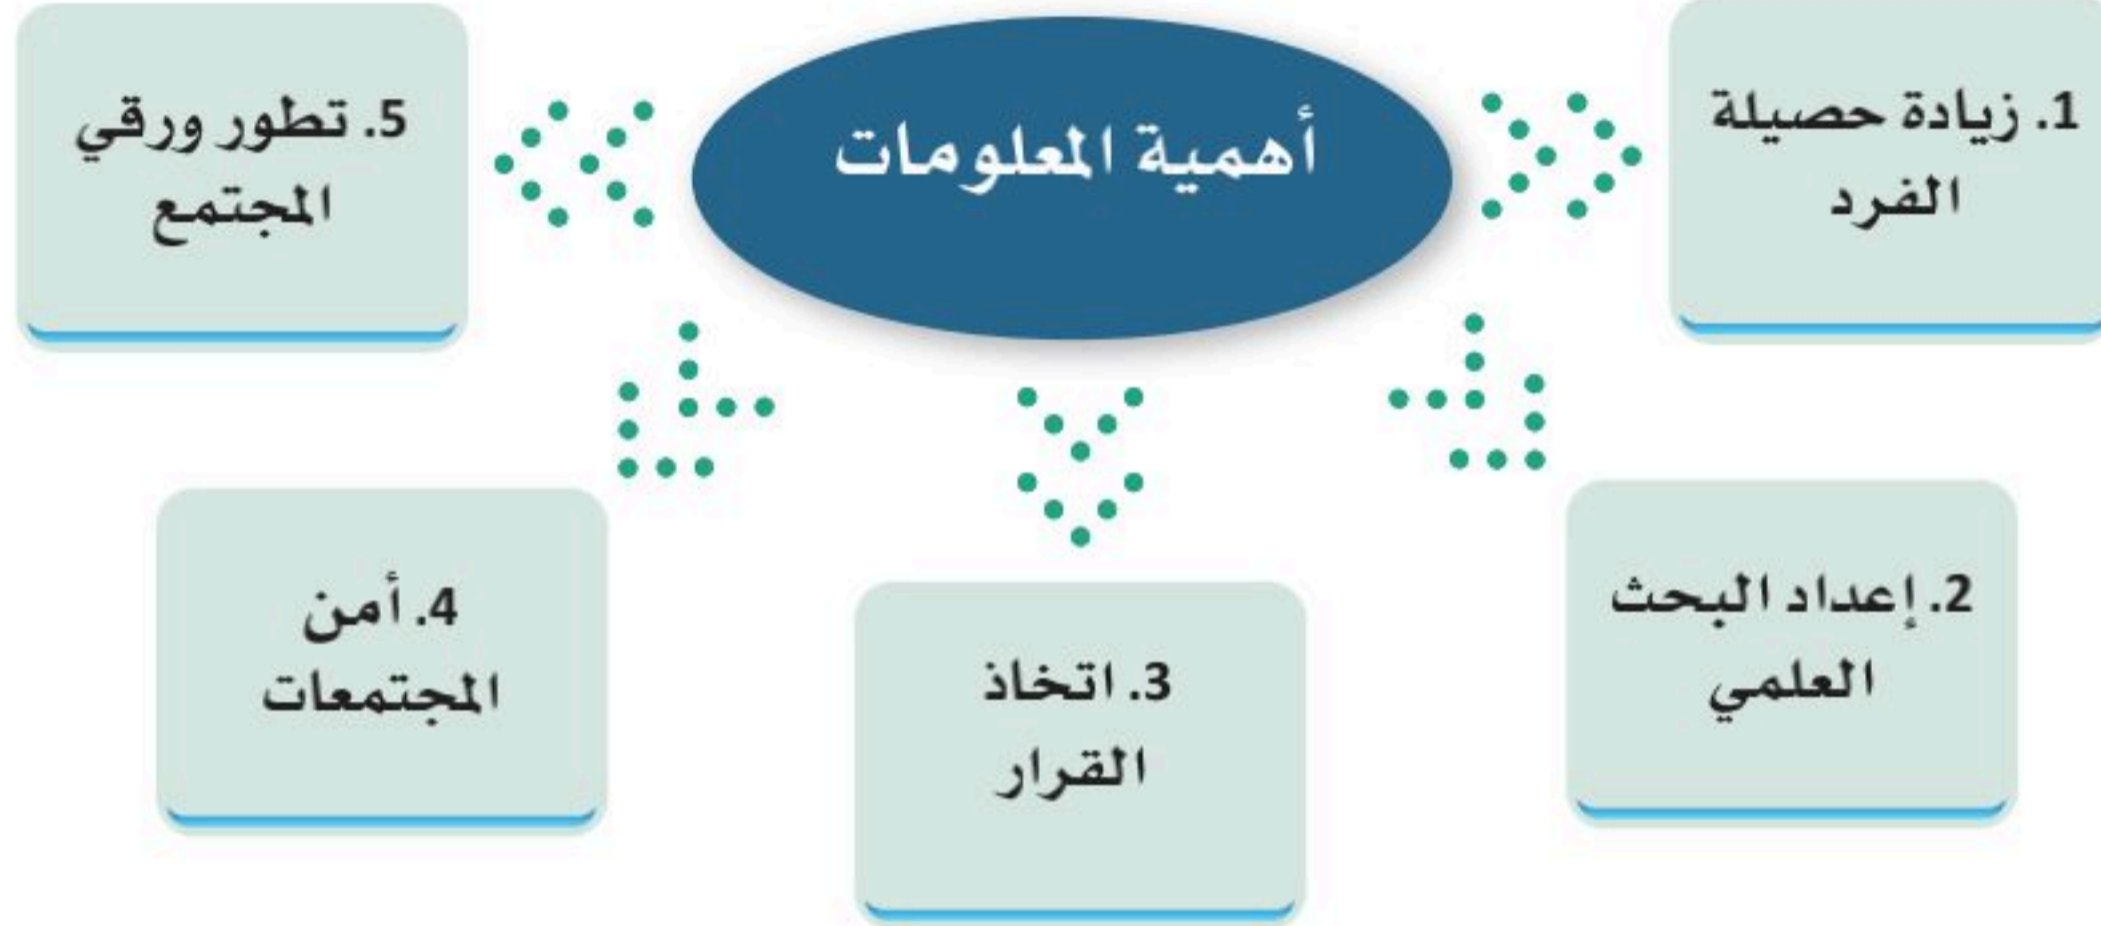 أهمية المعلومات
1. زيادة حصيلة
الفرد
2. إعداد البحث
العلمي
3. اتخاذ
القرار
4. أمن
المجتمعات
5. تطور ورقي
المجتمع